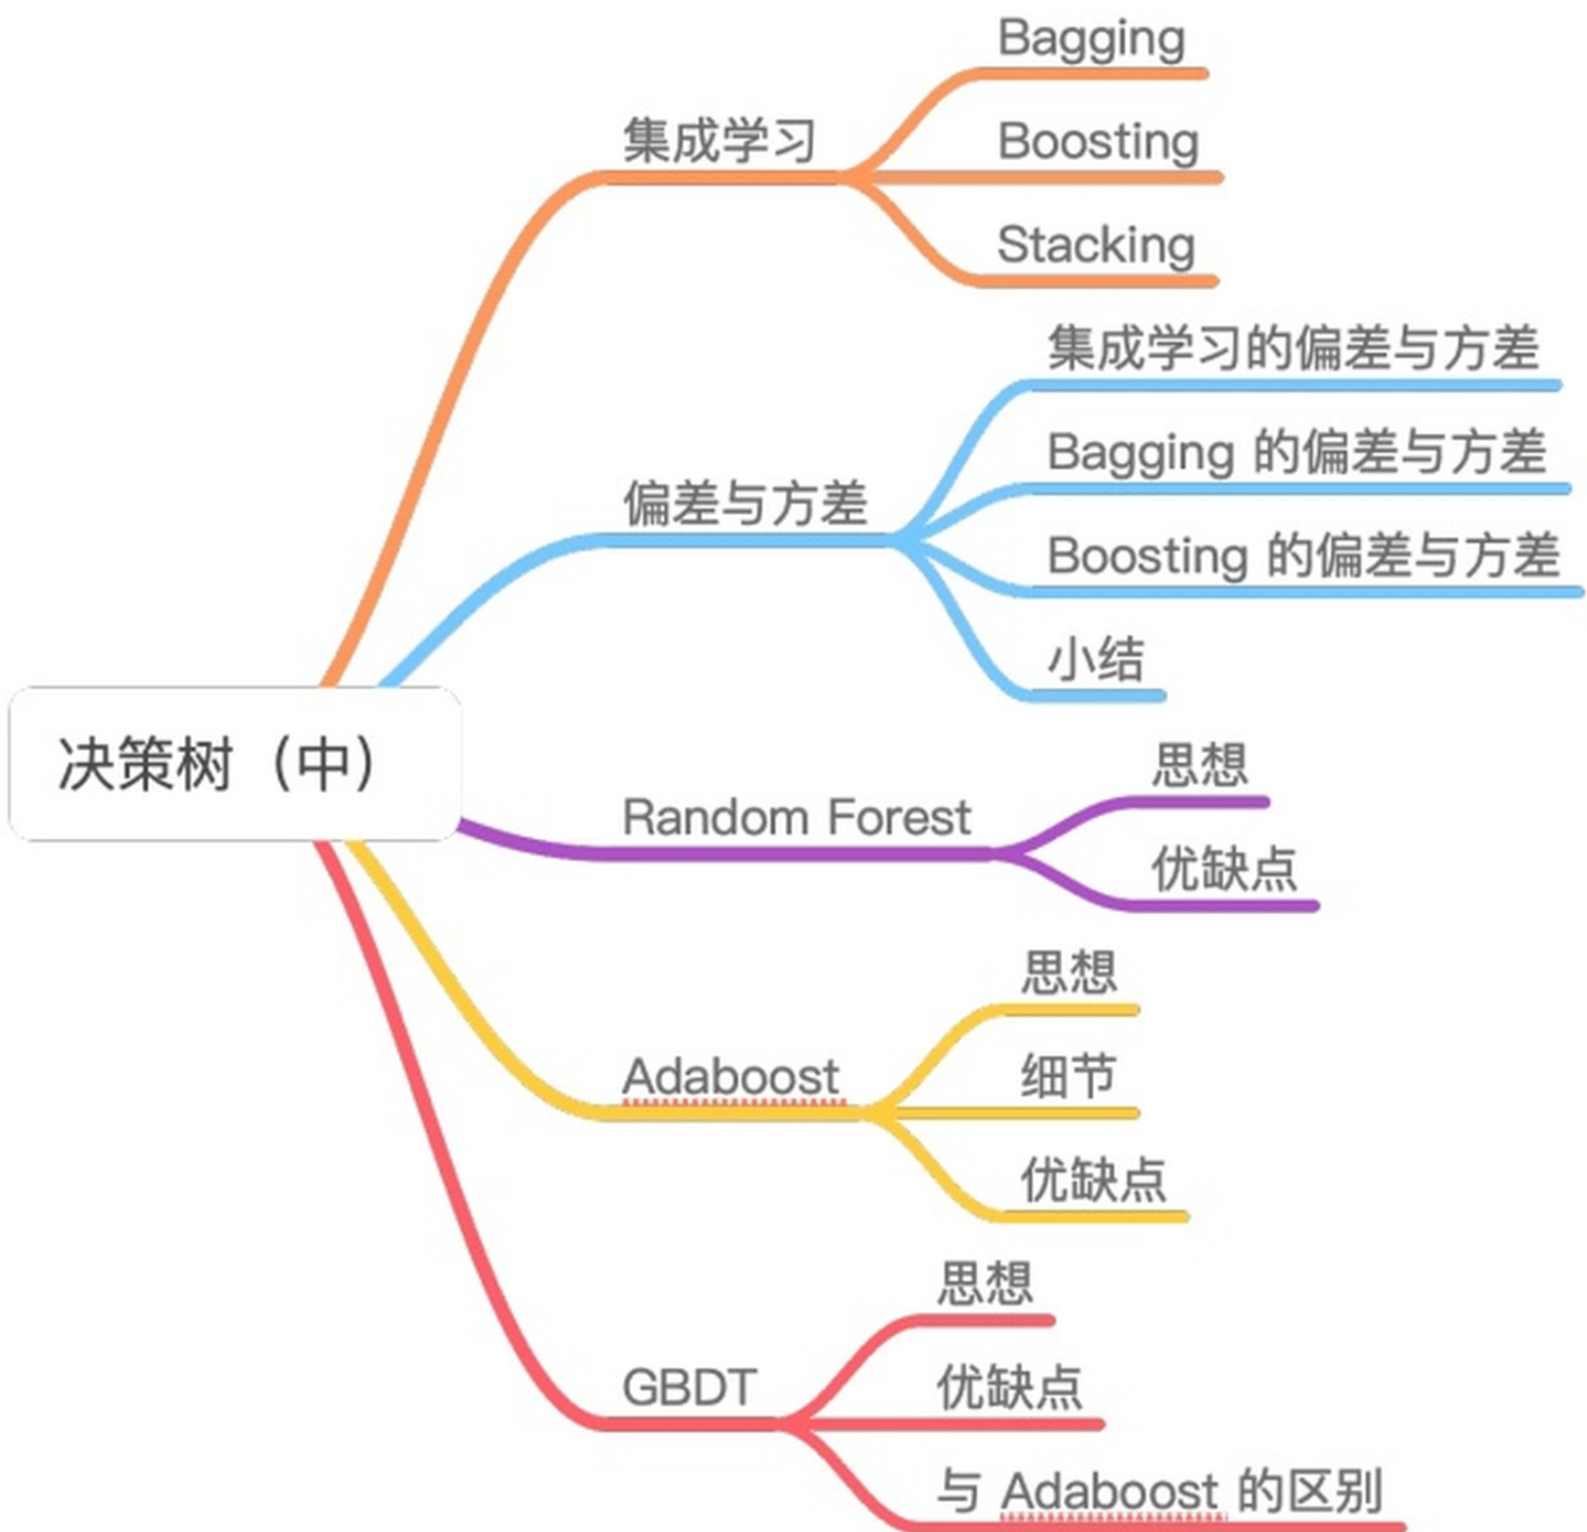 决策树（中）
集成学习
Bagging
Boosting
Stacking
偏差与方差
集成学习的偏差与方差
Bagging 的偏差与方差
Boosting 的偏差与方差
小结
Random Forest
思想
优缺点
Adaboost
思想
细节
优缺点
GBDT
思想
优缺点
与 Adaboost 的区别